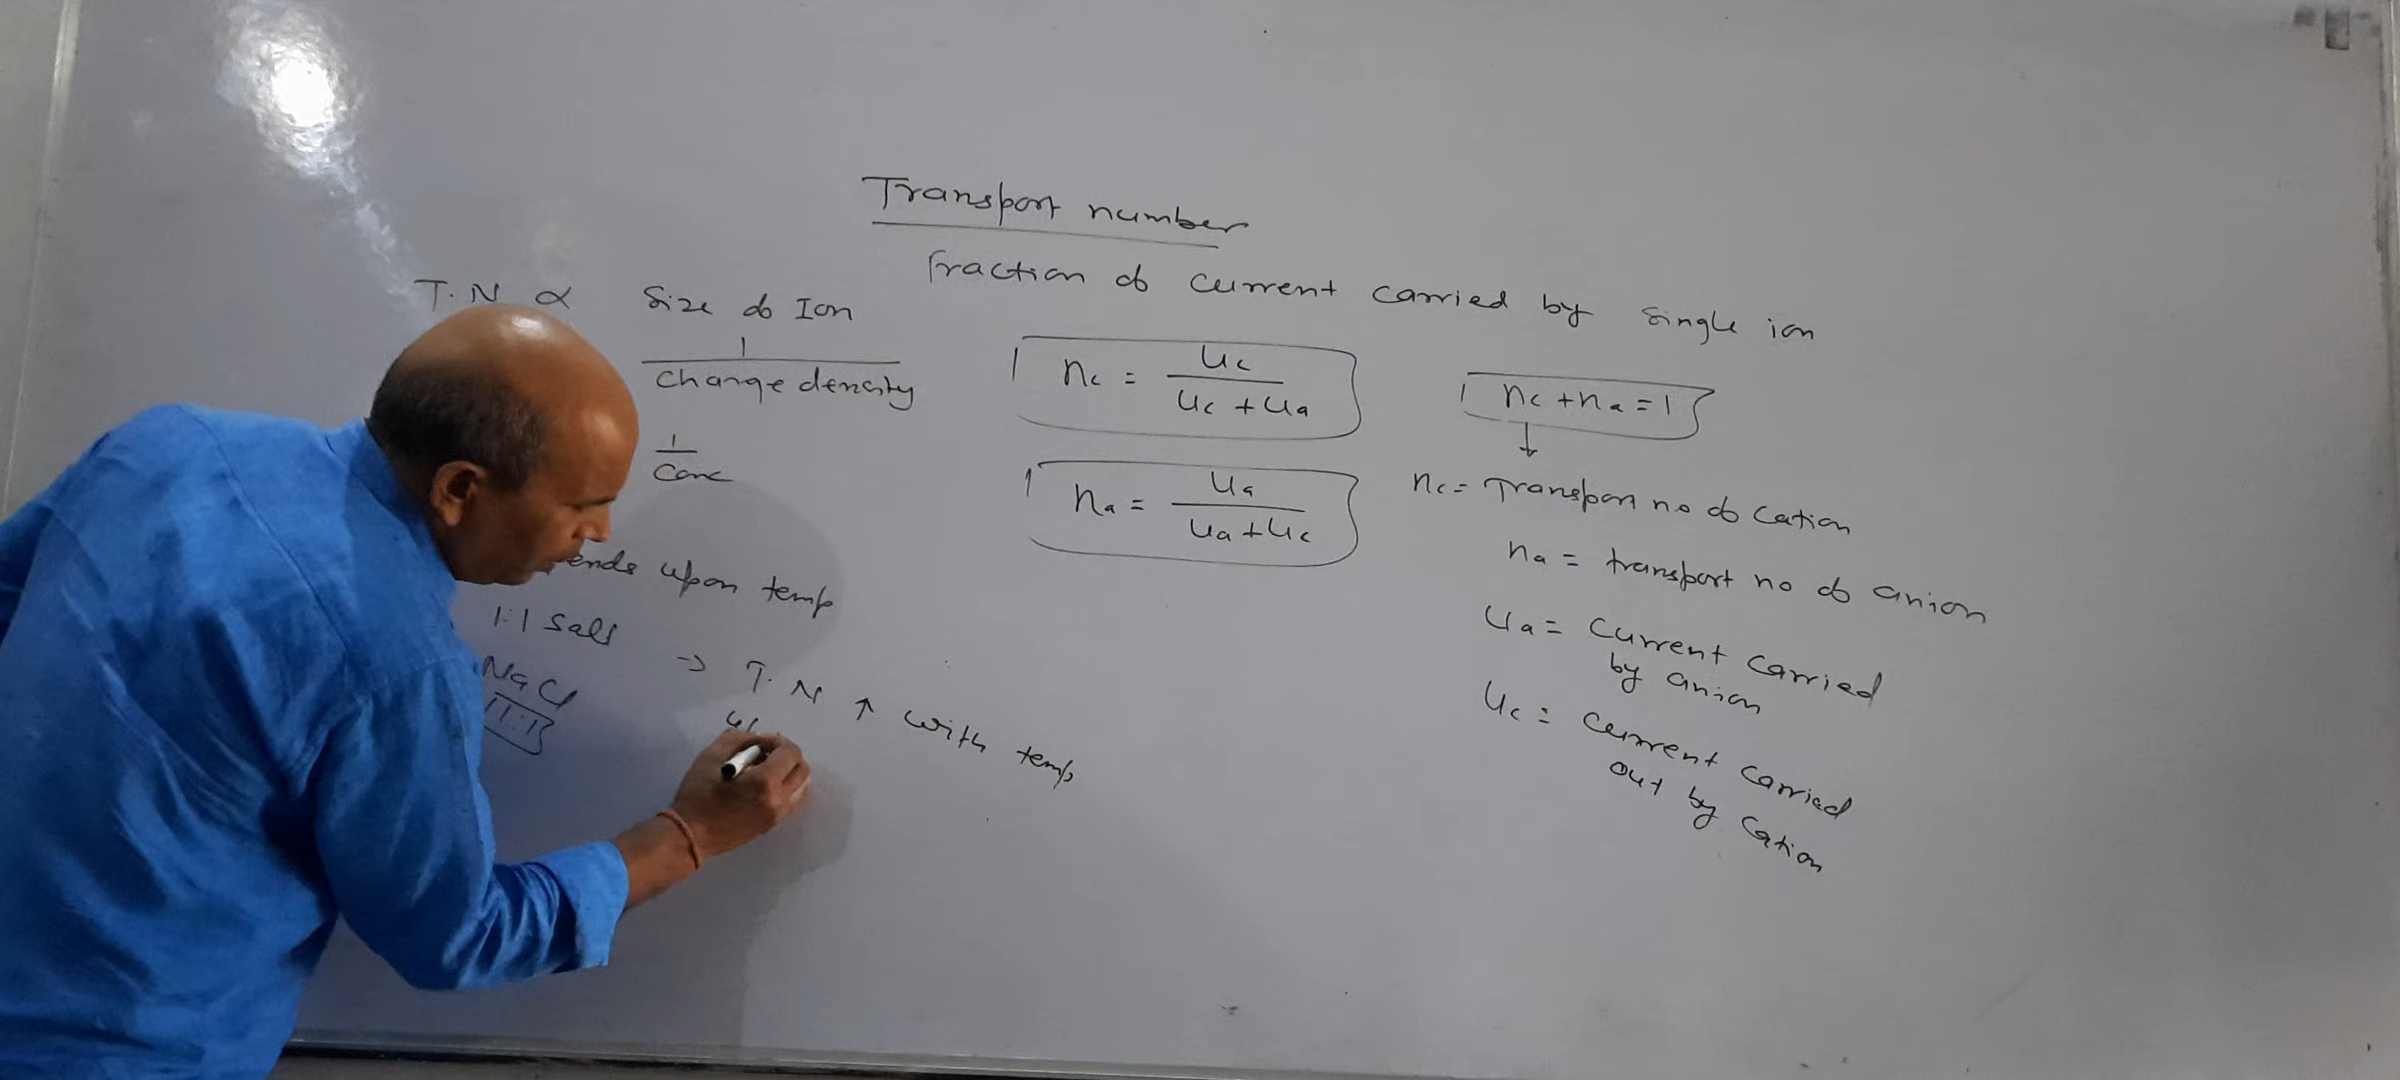 Transport number
fraction of current carried by single ion
T.N ∝ Size of Ion
1
charge density
1
conc
ends upon temp
1:1 salt
NaCl
1:1
→ T.N ↑ with temp
nc = uc / uc + ua
na = ua / ua + uc
nc + na = 1
↓
nc = Transport no of cation
na = transport no of anion
ua = Current carried
by anion
uc = current carried
out by cation